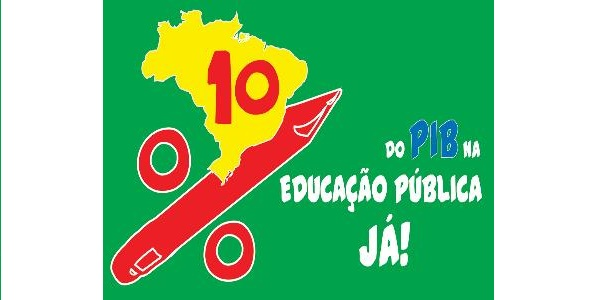 10%
DO PIB NA
EDUCAÇÃO PÚBLICA
JÁ!